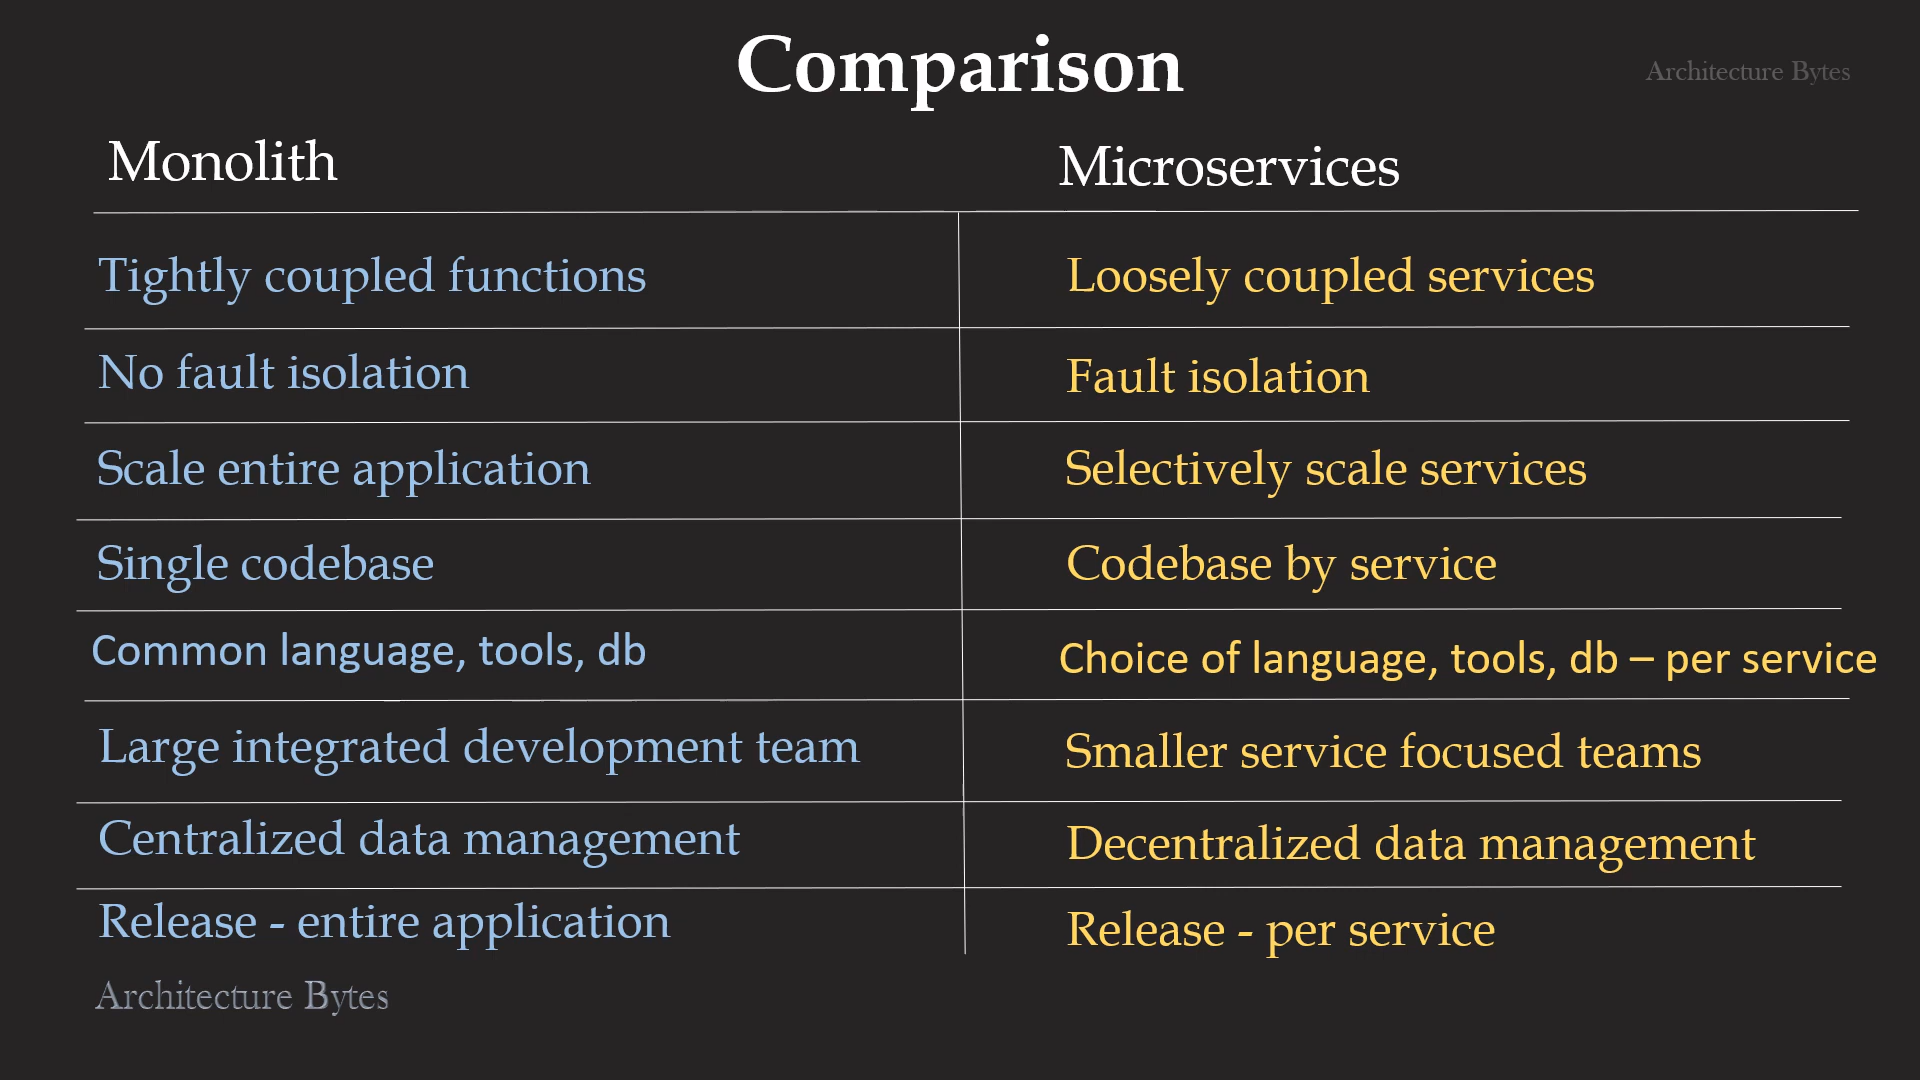 Comparison
Architecture Bytes
Monolith
Microservices
Tightly coupled functions
Loosely coupled services
No fault isolation
Fault isolation
Scale entire application
Selectively scale services
Single codebase
Codebase by service
Common language, tools, db
Choice of language, tools, db – per service
Large integrated development team
Smaller service focused teams
Centralized data management
Decentralized data management
Release - entire application
Release - per service
Architecture Bytes